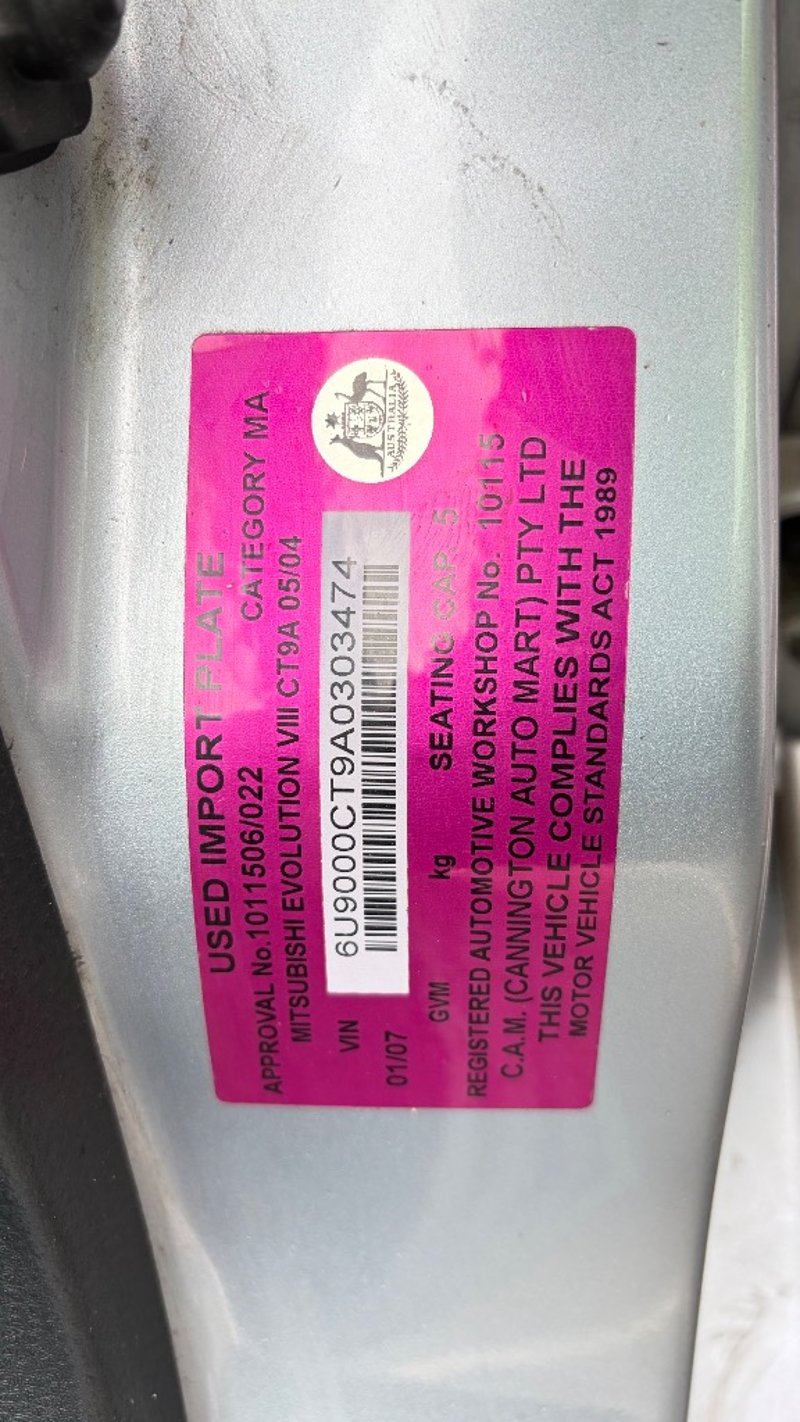 USED IMPORT PLATE
APPROVAL No.1011506/022 CATEGORY MA
MITSUBISHI EVOLUTION VIII CT9A 05/04
AUSTRALIA
VIN 6U9000CT9A0303474
01/07
GVM kg SEATING CAP. 5
REGISTERED AUTOMOTIVE WORKSHOP No. 10115
C.A.M. (CANNINGTON AUTO MART) PTY LTD
THIS VEHICLE COMPLIES WITH THE
MOTOR VEHICLE STANDARDS ACT 1989